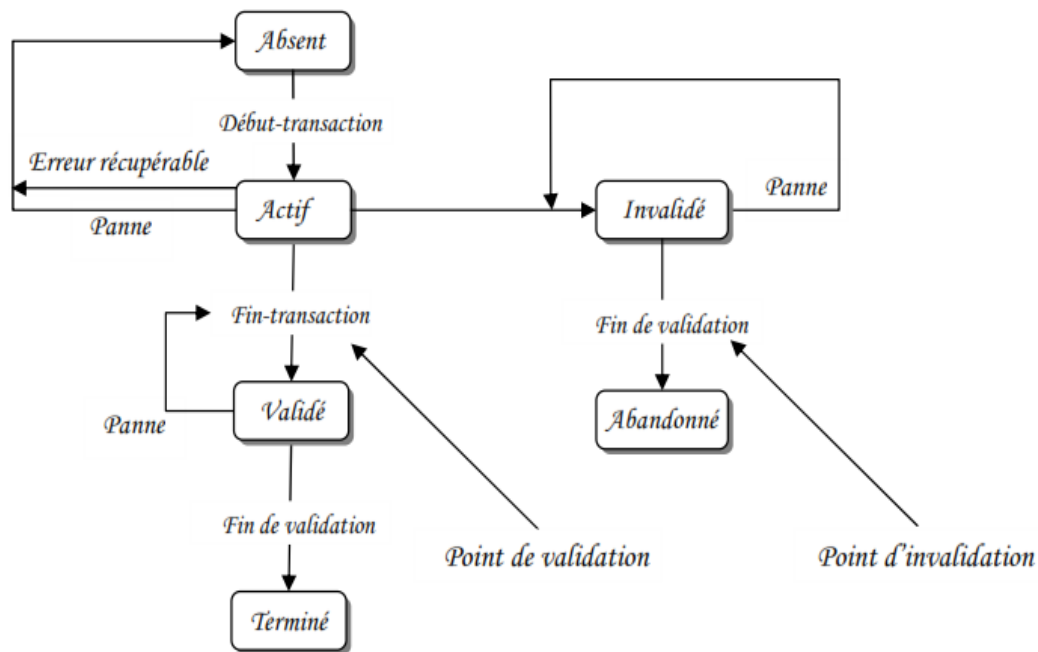 Absent
Début-transaction
Erreur récupérable
Actif
Invalidé
Panne
Panne
Fin-transaction
Fin de validation
Validé
Abandonné
Panne
Fin de validation
Point de validation
Point d'invalidation
Terminé